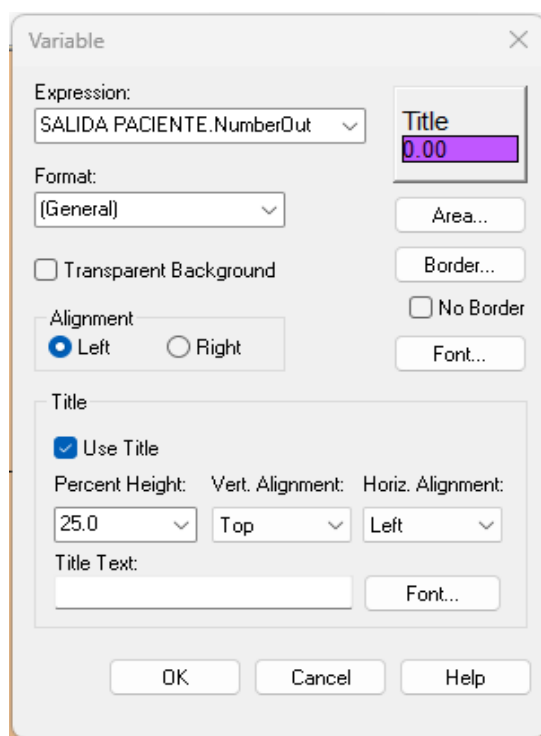 Variable
Expression:
SALIDA PACIENTE.NumberOut
Title
0.00
Format:
(General)
Area...
Transparent Background
Border...
No Border
Alignment
Left Right
Font...
Title
Use Title
Percent Height: Vert. Alignment: Horiz. Alignment:
25.0 Top Left
Title Text:
Font...
OK Cancel Help